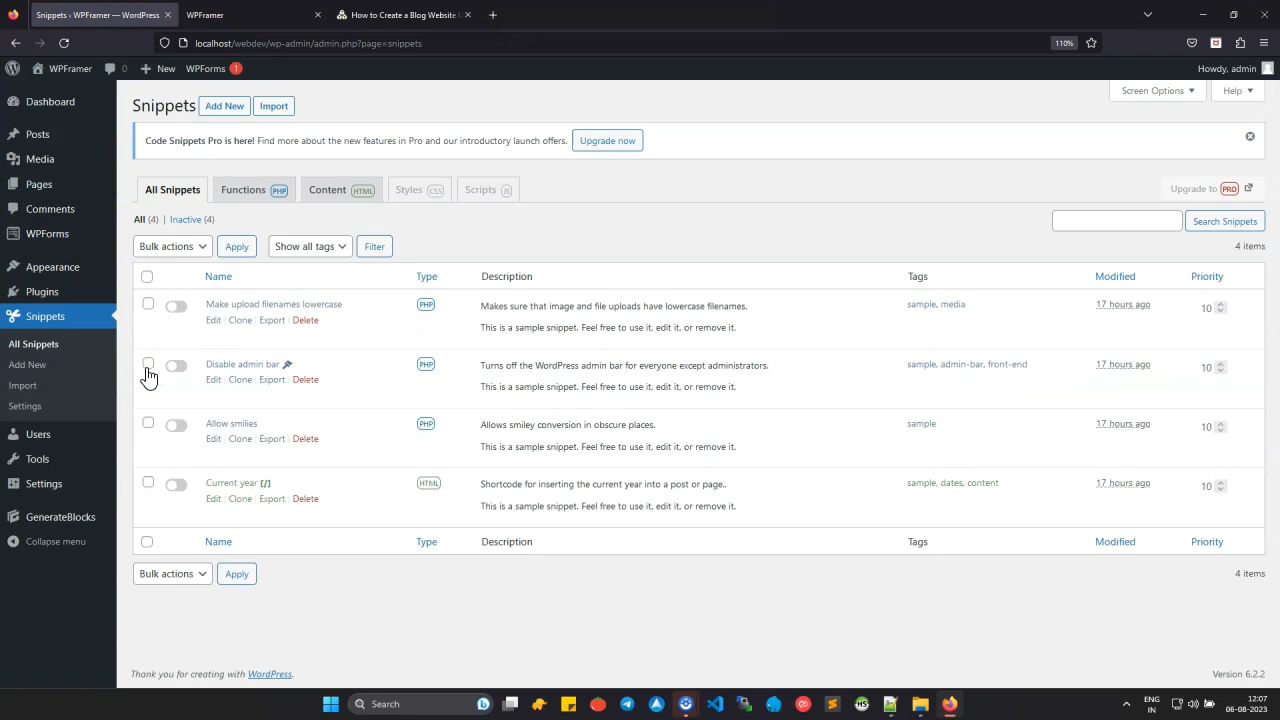 Snippets ‹ WPFramer — WordPress
WPFramer
How to Create a Blog Website
localhost/webdev/wp-admin/admin.php?page=snippets
110%
WPFramer
0
New
WPForms 1
Howdy, admin
Dashboard
Posts
Media
Pages
Comments
WPForms
Appearance
Plugins
Snippets
All Snippets
Add New
Import
Settings
Users
Tools
Settings
GenerateBlocks
Collapse menu
Screen Options
Help
Snippets Add New Import
Code Snippets Pro is here! Find more about the new features in Pro and our introductory launch offers. Upgrade now
All Snippets Functions PHP Content HTML Styles CSS Scripts JS Upgrade to PRO
All (4) | Inactive (4)
Search Snippets
Bulk actions Apply Show all tags Filter
4 items
Name Type Description Tags Modified Priority
Make upload filenames lowercase PHP Makes sure that image and file uploads have lowercase filenames. sample, media 17 hours ago 10
Edit | Clone | Export | Delete This is a sample snippet. Feel free to use it, edit it, or remove it.
Disable admin bar PHP Turns off the WordPress admin bar for everyone except administrators. sample, admin-bar, front-end 17 hours ago 10
Edit | Clone | Export | Delete This is a sample snippet. Feel free to use it, edit it, or remove it.
Allow smilies PHP Allows smiley conversion in obscure places. sample 17 hours ago 10
Edit | Clone | Export | Delete This is a sample snippet. Feel free to use it, edit it, or remove it.
Current year [/] HTML Shortcode for inserting the current year into a post or page.. sample, dates, content 17 hours ago 10
Edit | Clone | Export | Delete This is a sample snippet. Feel free to use it, edit it, or remove it.
Name Type Description Tags Modified Priority
Bulk actions Apply
4 items
Thank you for creating with WordPress.
Version 6.2.2
Search
HS
ENG
IN
12:07
06-08-2023